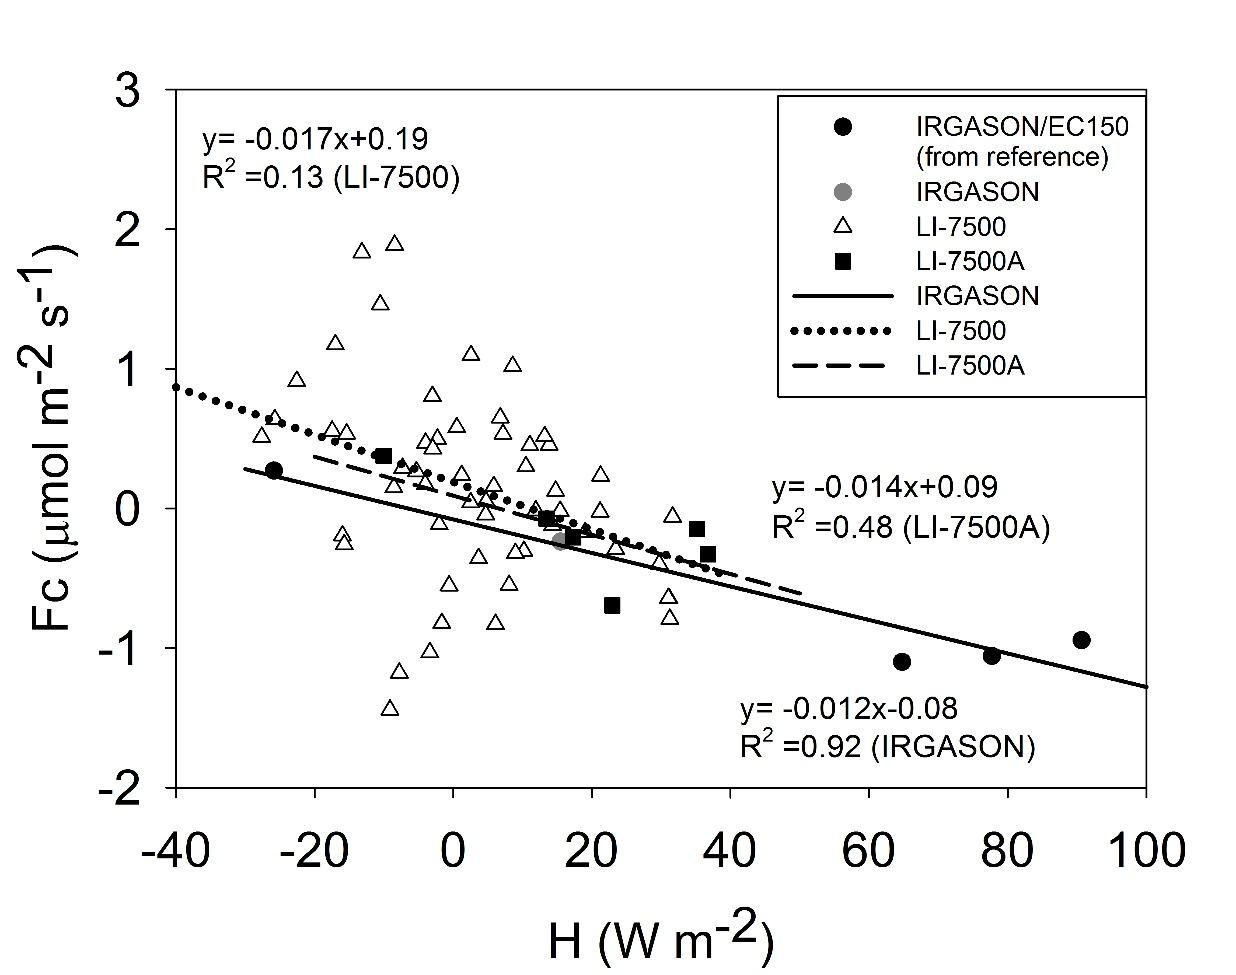 y= -0.017x+0.19
R2 =0.13 (LI-7500)
IRGASON/EC150
(from reference)
IRGASON
LI-7500
LI-7500A
IRGASON
LI-7500
LI-7500A
y= -0.014x+0.09
R2 =0.48 (LI-7500A)
y= -0.012x-0.08
R2 =0.92 (IRGASON)
3
2
1
0
-1
-2
Fc (μmol m-2 s-1)
-40 -20 0 20 40 60 80 100
H (W m-2)